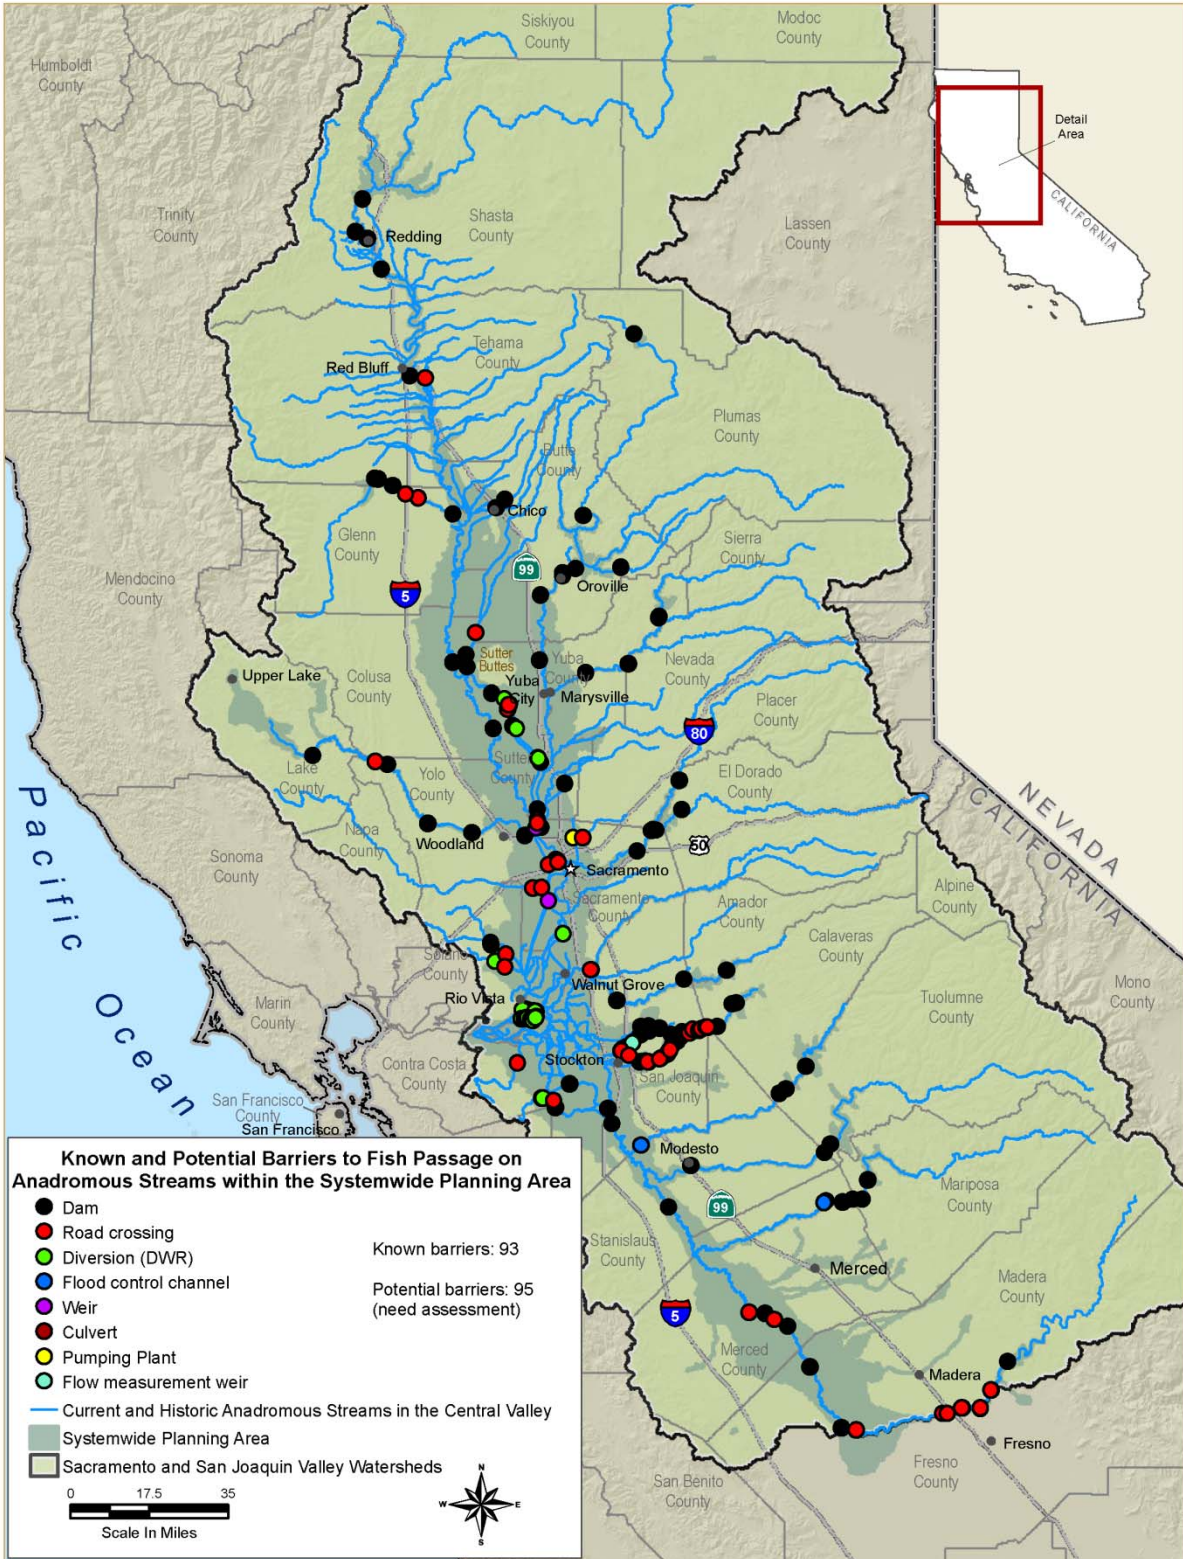 Siskiyou
County
Modoc
County
Humboldt
County
Detail
Area
CALIFORNIA
Trinity
County
Shasta
County
Lassen
County
Redding
Tehama
County
Red Bluff
Plumas
County
Butte
County
Chico
Glenn
County
Sierra
County
99
Oroville
Mendocino
County
5
Sutter
Buttes
Yuba
County
Nevada
County
Upper Lake
Colusa
County
Yuba
City
Marysville
Placer
County
80
Sutter
County
El Dorado
County
Lake
County
Yolo
County
NEVADA
CALIFORNIA
Napa
County
Woodland
50
Sonoma
County
Sacramento
Sacramento
County
Amador
County
Alpine
County
Calaveras
County
Pacific Ocean
Solano
County
Walnut Grove
Mono
County
Marin
County
Rio Vista
Tuolumne
County
Contra Costa
County
Stockton
San Joaquin
County
San Francisco
County
San Francisco
Modesto
Mariposa
County
99
Stanislaus
County
Merced
Madera
County
5
Merced
County
Madera
Fresno
Fresno
County
San Benito
County
Known and Potential Barriers to Fish Passage on
Anadromous Streams within the Systemwide Planning Area
Dam
Road crossing
Diversion (DWR)
Flood control channel
Weir
Culvert
Pumping Plant
Flow measurement weir
Known barriers: 93
Potential barriers: 95
(need assessment)
Current and Historic Anadromous Streams in the Central Valley
Systemwide Planning Area
Sacramento and San Joaquin Valley Watersheds
0 17.5 35
Scale In Miles
N
W E
S